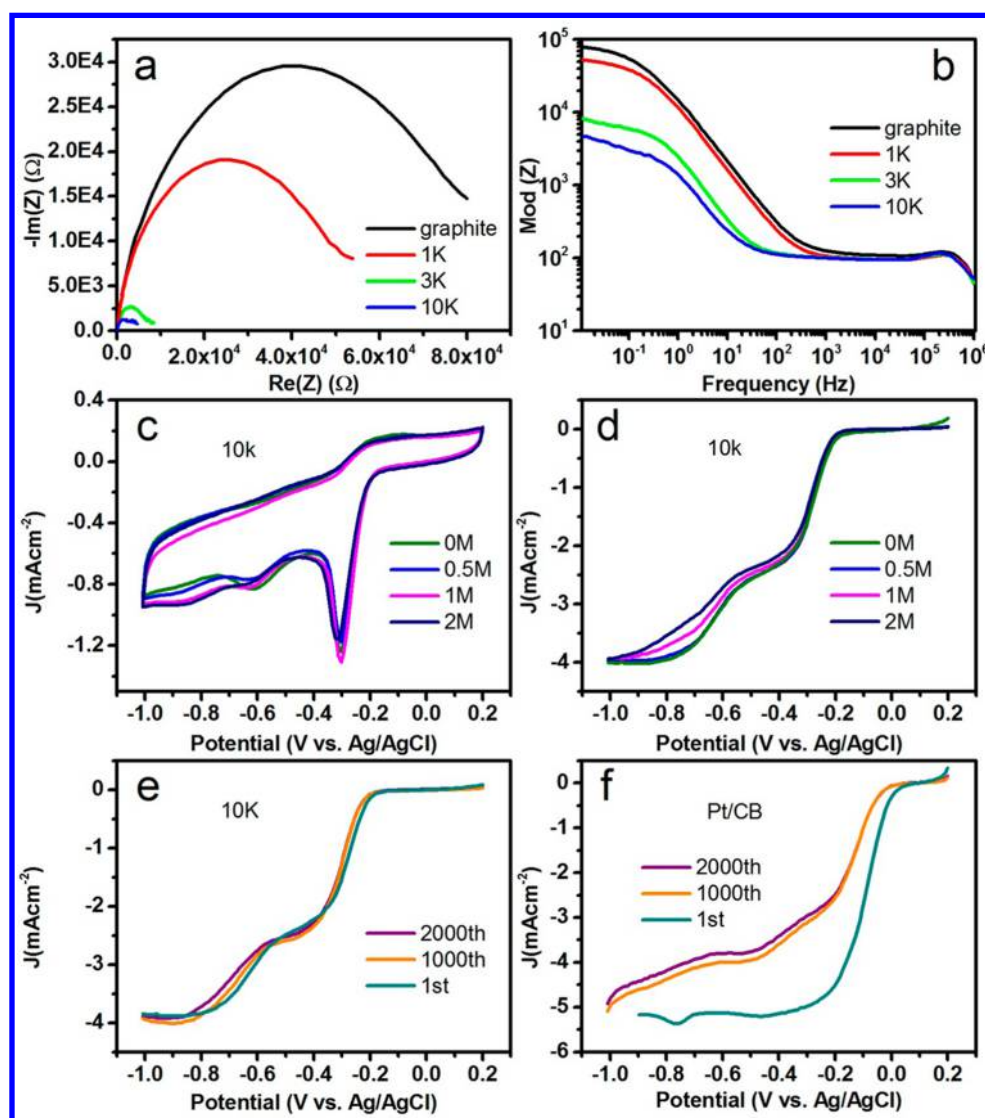 a
3.0E4
2.5E4
2.0E4
1.5E4
1.0E4
5.0E3
0.0
-Im(Z) (Ω)
graphite
1K
3K
10K
0.0 2.0x10⁴ 4.0x10⁴ 6.0x10⁴ 8.0x10⁴
Re(Z) (Ω)
b
10⁵
10⁴
10³
10²
10¹
Mod (Z)
graphite
1K
3K
10K
10⁻¹ 10⁰ 10¹ 10² 10³ 10⁴ 10⁵ 10⁶
Frequency (Hz)
c
10k
0.4
0.0
-0.4
-0.8
-1.2
J(mAcm⁻²)
0M
0.5M
1M
2M
-1.0 -0.8 -0.6 -0.4 -0.2 0.0 0.2
Potential (V vs. Ag/AgCl)
d
10k
0
-1
-2
-3
-4
J(mAcm⁻²)
0M
0.5M
1M
2M
-1.0 -0.8 -0.6 -0.4 -0.2 0.0 0.2
Potential (V vs. Ag/AgCl)
e
10K
0
-1
-2
-3
-4
J(mAcm⁻²)
2000th
1000th
1st
-1.0 -0.8 -0.6 -0.4 -0.2 0.0 0.2
Potential (V vs. Ag/AgCl)
f
Pt/CB
0
-1
-2
-3
-4
-5
-6
J(mAcm⁻²)
2000th
1000th
1st
-1.0 -0.8 -0.6 -0.4 -0.2 0.0 0.2
Potential (V vs. Ag/AgCl)